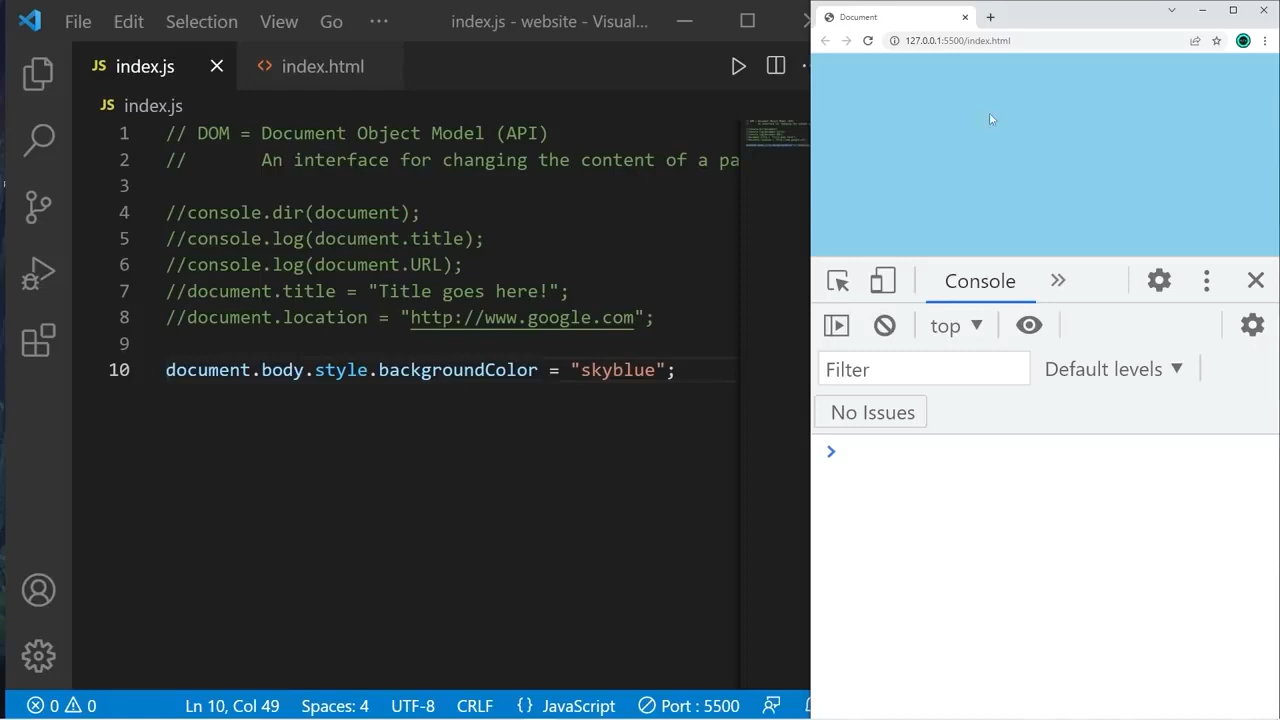 File Edit Selection View Go ··· index.js - website - Visual...
JS index.js <> index.html
JS index.js
1 // DOM = Document Object Model (API)
2 // An interface for changing the content of a pa
3
4 //console.dir(document);
5 //console.log(document.title);
6 //console.log(document.URL);
7 //document.title = "Title goes here!";
8 //document.location = "http://www.google.com";
9
10 document.body.style.backgroundColor = "skyblue";
0 0 Ln 10, Col 49 Spaces: 4 UTF-8 CRLF {} JavaScript Port : 5500
Document
127.0.0.1:5500/index.html
Console »
top
Filter Default levels
No Issues
>